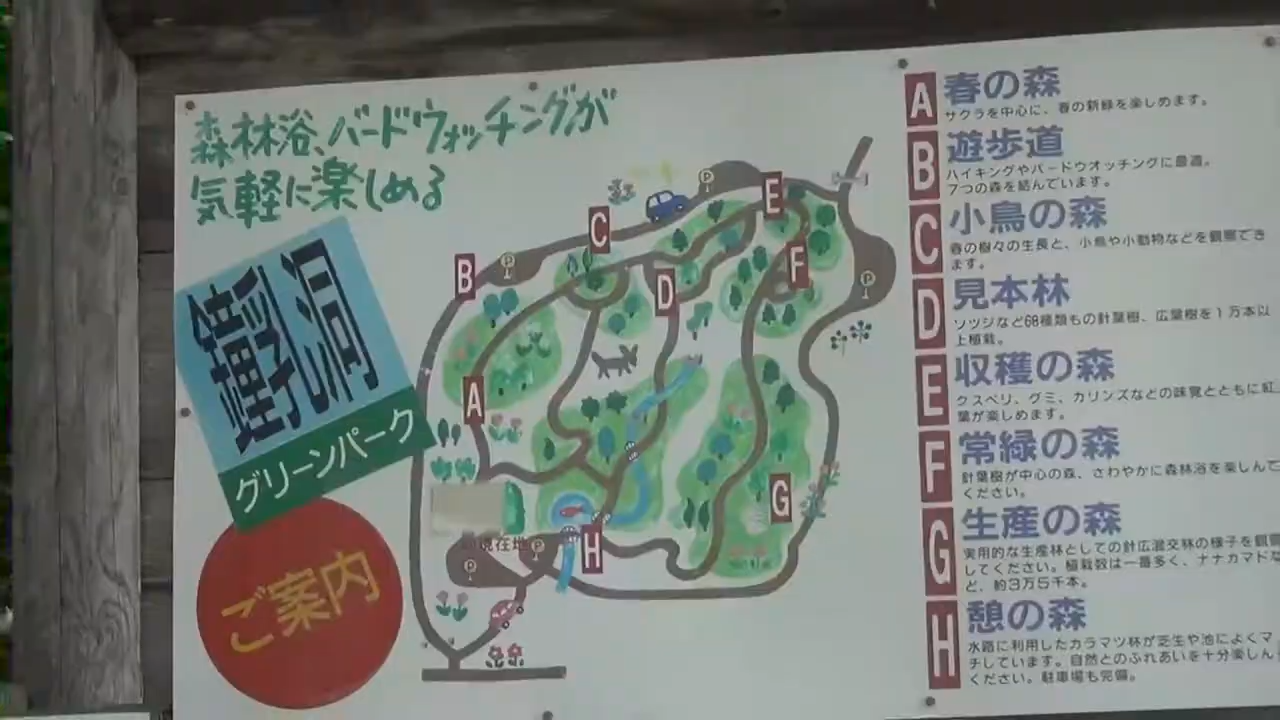 森林浴、バードウォッチングが
気軽に楽しめる
グリーンパーク
ご案内
A
B
C
D
E
F
G
H
P
P
P
P
P
現在地
A 春の森
サクラを中心に、春の新緑を楽しめます。
B 遊歩道
ハイキングやバードウオッチングに最適。
7つの森を結んでいます。
C 小鳥の森
春の樹々の生長と、小鳥や小動物などを観察でき
ます。
D 見本林
ツツジなど68種類もの針葉樹、広葉樹を1万本以
上植栽。
E 収穫の森
クスベリ、グミ、カリンズなどの味覚とともに紅
葉が楽しめます。
F 常緑の森
針葉樹が中心の森、さわやかに森林浴を楽しんで
ください。
G 生産の森
実用的な生産林としての針広混交林の様子を観察
してください。植栽数は一番多く、ナナカマドな
ど、約3万5千本。
H 憩の森
水路に利用したカラマツ林が芝生や池によくマ
チしています。自然とのふれあいを十分楽しん
ください。駐車場も完備。